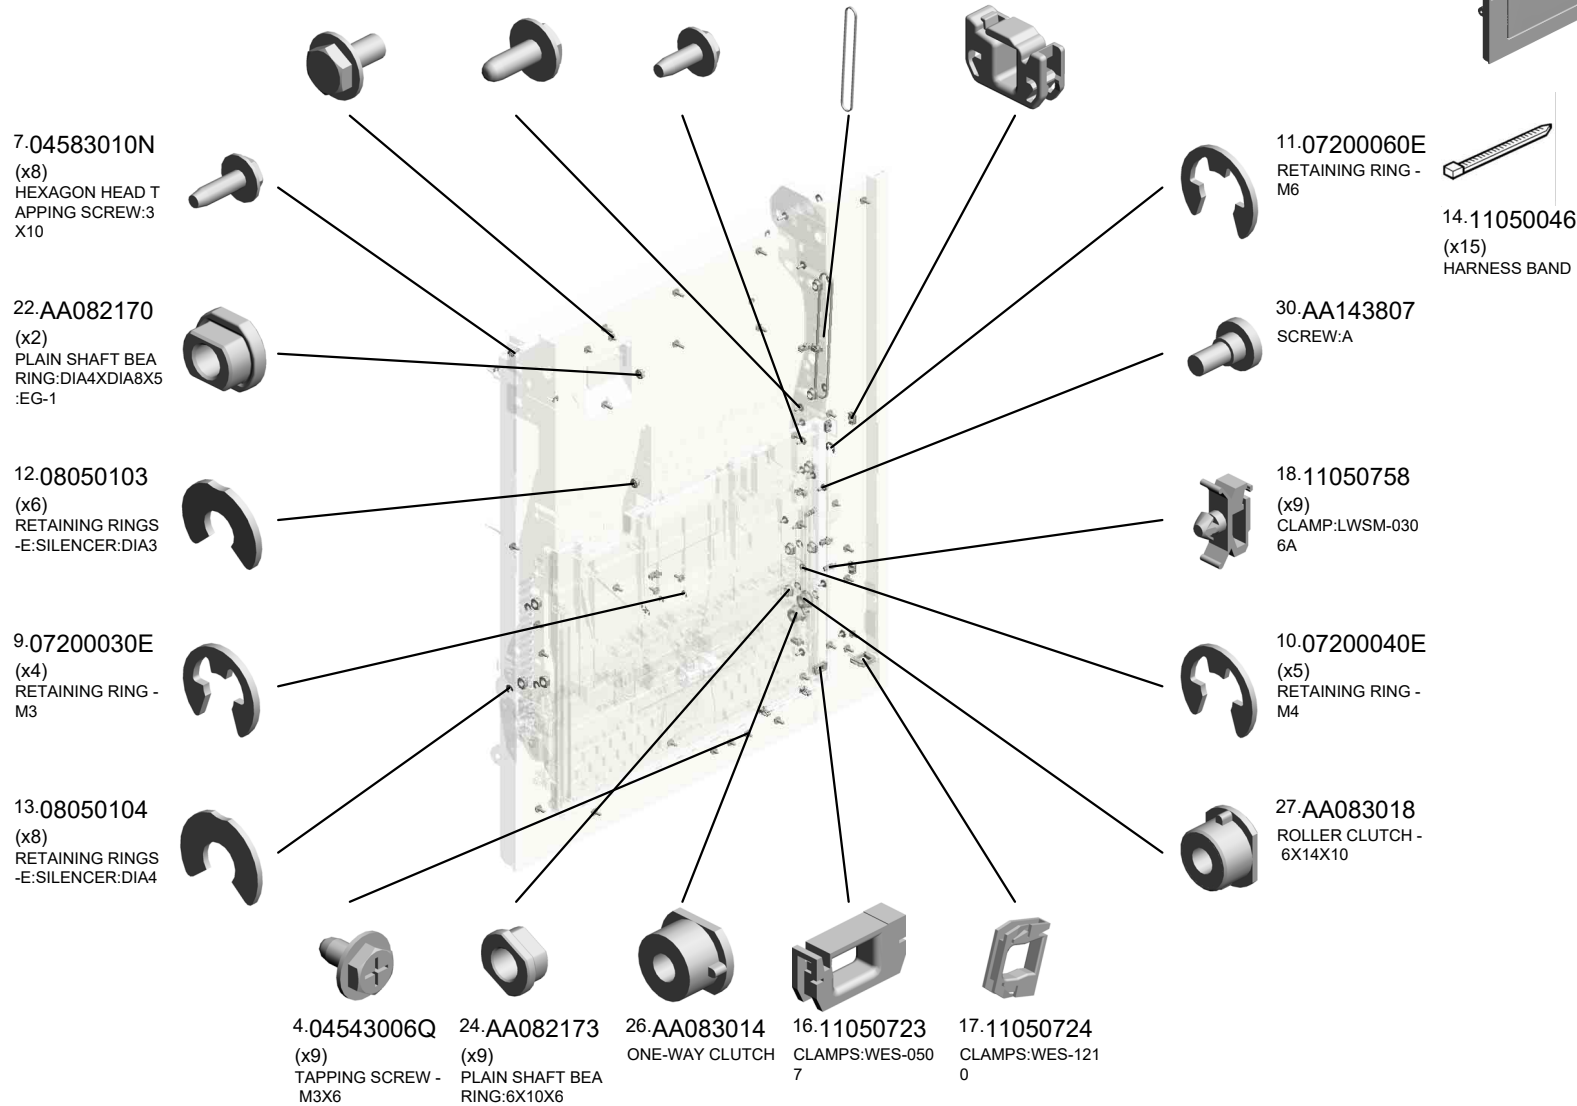 7.04583010N
(x8)
HEXAGON HEAD T
APPING SCREW:3
X10
22.AA082170
(x2)
PLAIN SHAFT BEA
RING:DIA4XDIA8X5
:EG-1
12.08050103
(x6)
RETAINING RINGS
-E:SILENCER:DIA3
9.07200030E
(x4)
RETAINING RING -
M3
13.08050104
(x8)
RETAINING RINGS
-E:SILENCER:DIA4
11.07200060E
RETAINING RING -
M6
14.11050046
(x15)
HARNESS BAND
30.AA143807
SCREW:A
18.11050758
(x9)
CLAMP:LWSM-030
6A
10.07200040E
(x5)
RETAINING RING -
M4
27.AA083018
ROLLER CLUTCH -
6X14X10
4.04543006Q
(x9)
TAPPING SCREW -
M3X6
24.AA082173
(x9)
PLAIN SHAFT BEA
RING:6X10X6
26.AA083014
ONE-WAY CLUTCH
16.11050723
CLAMPS:WES-050
7
17.11050724
CLAMPS:WES-121
0